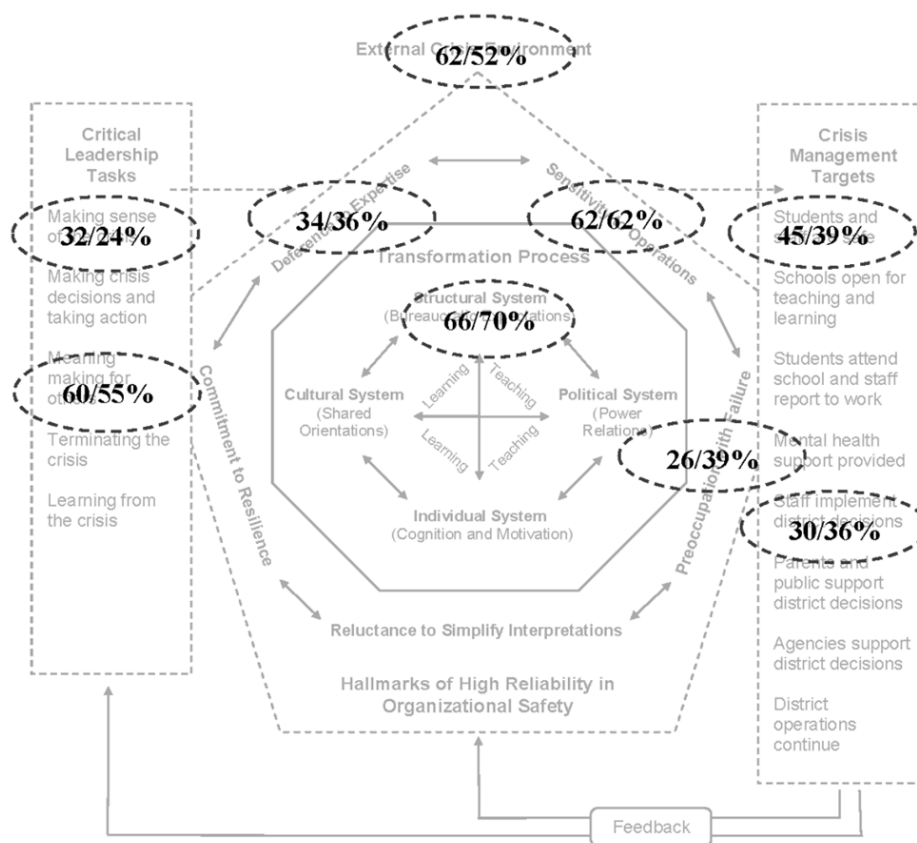 External Crisis Environment
62/52%
Critical
Leadership
Tasks
Making sense
of
32/24%
Making crisis
decisions and
taking action
Meaning
making for
others
60/55%
Terminating the
crisis
Learning from
the crisis
Deference Expertise
34/36%
Sensitivity Operations
62/62%
Transformation Process
Structural System
66/70%
Cultural System
(Shared
Orientations)
Learning
Teaching
Learning
Teaching
Political System
(Power
Relations)
Individual System
(Cognition and Motivation)
Commitment to Resilience
Preoccupation with Failure
26/39%
Reluctance to Simplify Interpretations
Hallmarks of High Reliability in
Organizational Safety
Crisis
Management
Targets
Students and
45/39%
Schools open for
teaching and
learning
Students attend
school and staff
report to work
Mental health
support provided
Staff implement
district decisions
30/36%
Parents and
public support
district decisions
Agencies support
district decisions
District
operations
continue
Feedback